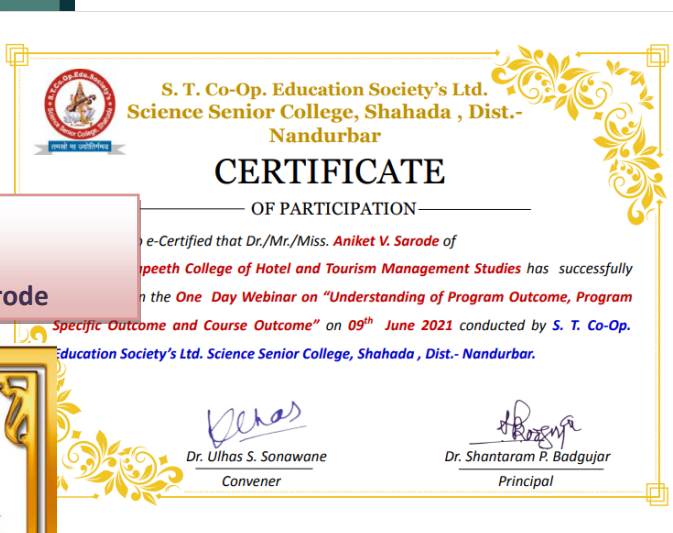 S. T. Co-Op. Education Society's Ltd.
Science Senior College, Shahada , Dist.-
Nandurbar
CERTIFICATE
OF PARTICIPATION
e-Certified that Dr./Mr./Miss. Aniket V. Sarode of
apeeth College of Hotel and Tourism Management Studies has successfully
rode
n the One Day Webinar on “Understanding of Program Outcome, Program
Specific Outcome and Course Outcome” on 09th June 2021 conducted by S. T. Co-Op.
Education Society's Ltd. Science Senior College, Shahada , Dist.- Nandurbar.
Dr. Ulhas S. Sonawane
Convener
Dr. Shantaram P. Badgujar
Principal